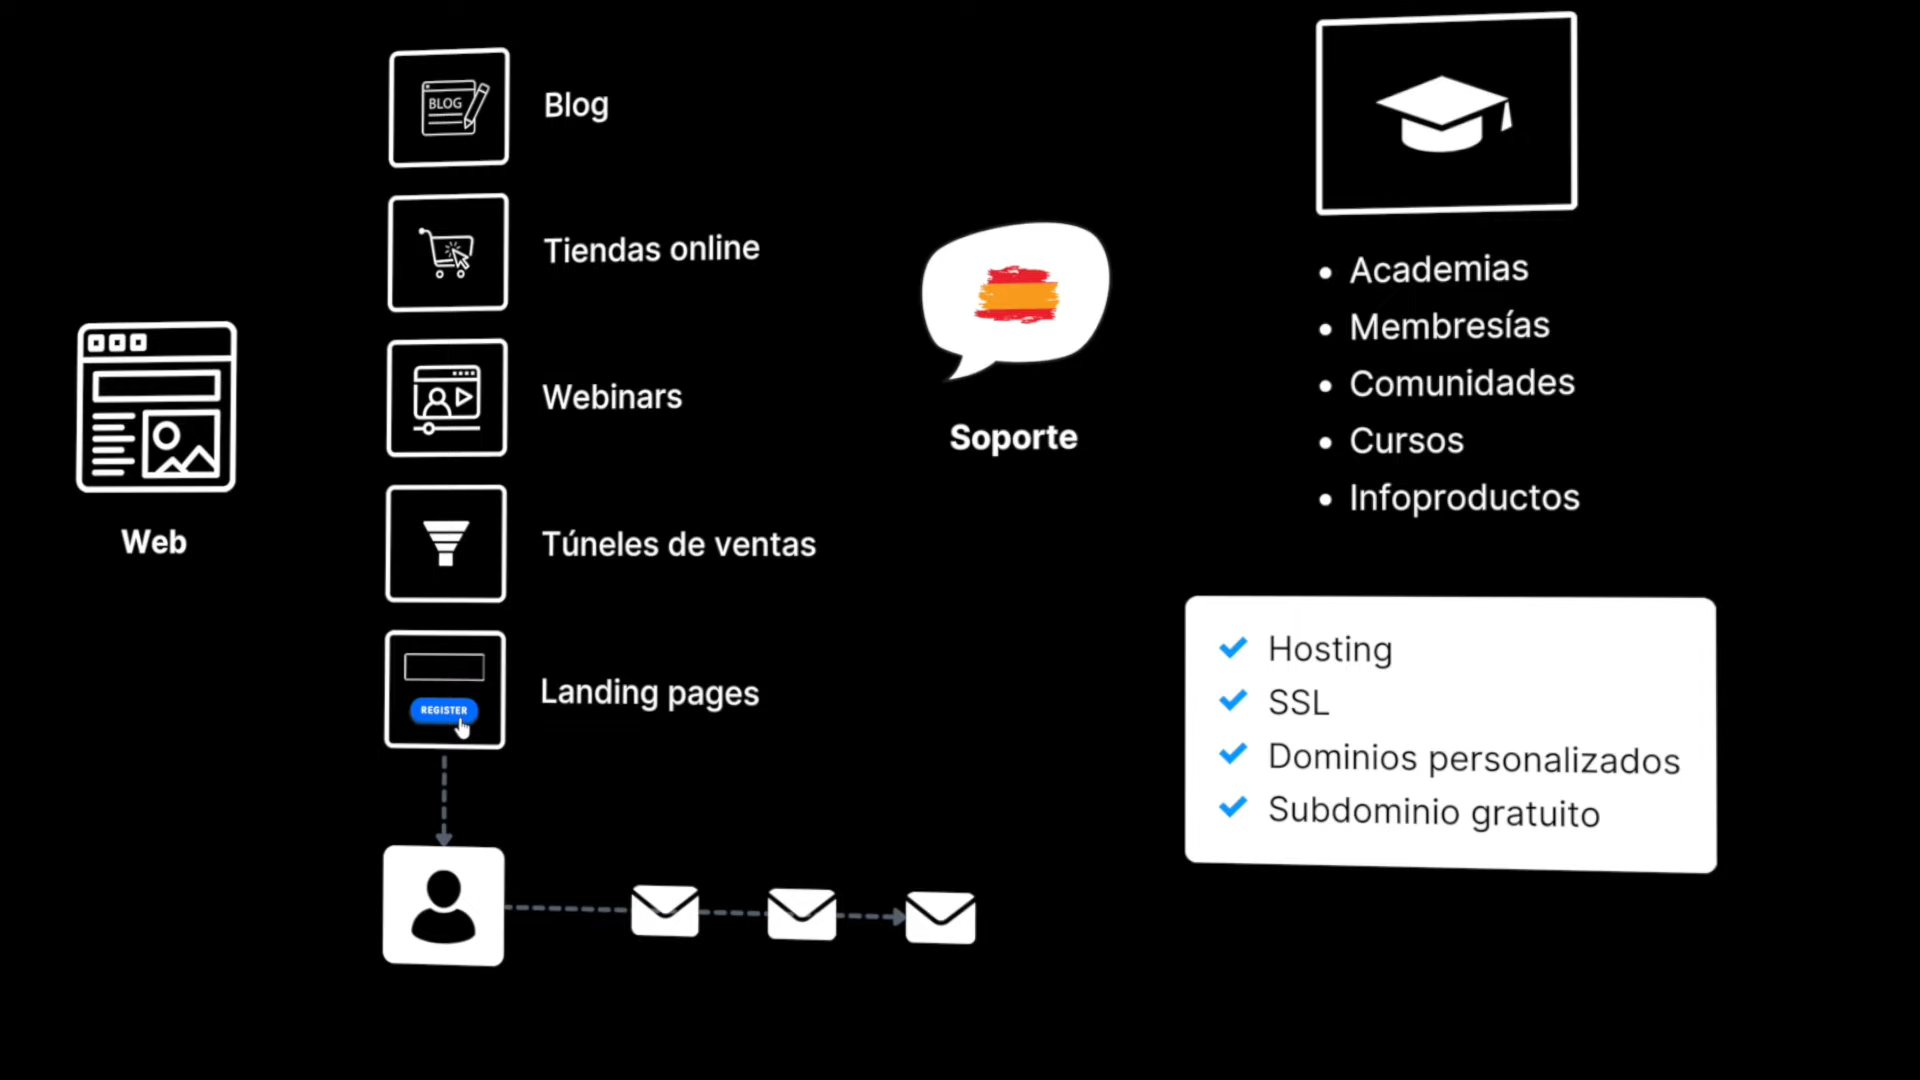 Web
BLOG
Blog
Tiendas online
Webinars
Túneles de ventas
REGISTER
Landing pages
Soporte
• Academias
• Membresías
• Comunidades
• Cursos
• Infoproductos
Hosting
SSL
Dominios personalizados
Subdominio gratuito